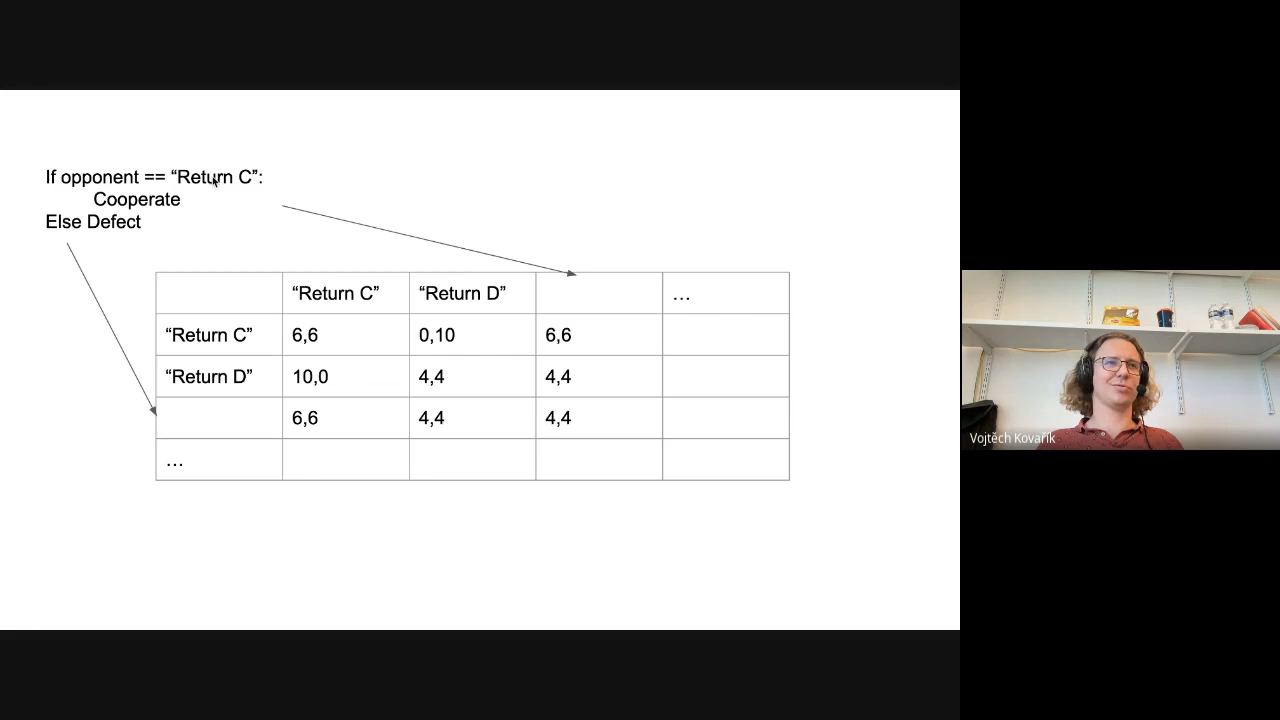 If opponent == “Return C”:
Cooperate
Else Defect
“Return C” “Return D” …
“Return C” 6,6 0,10 6,6
“Return D” 10,0 4,4 4,4
6,6 4,4 4,4
…
Vojtěch Kovařík